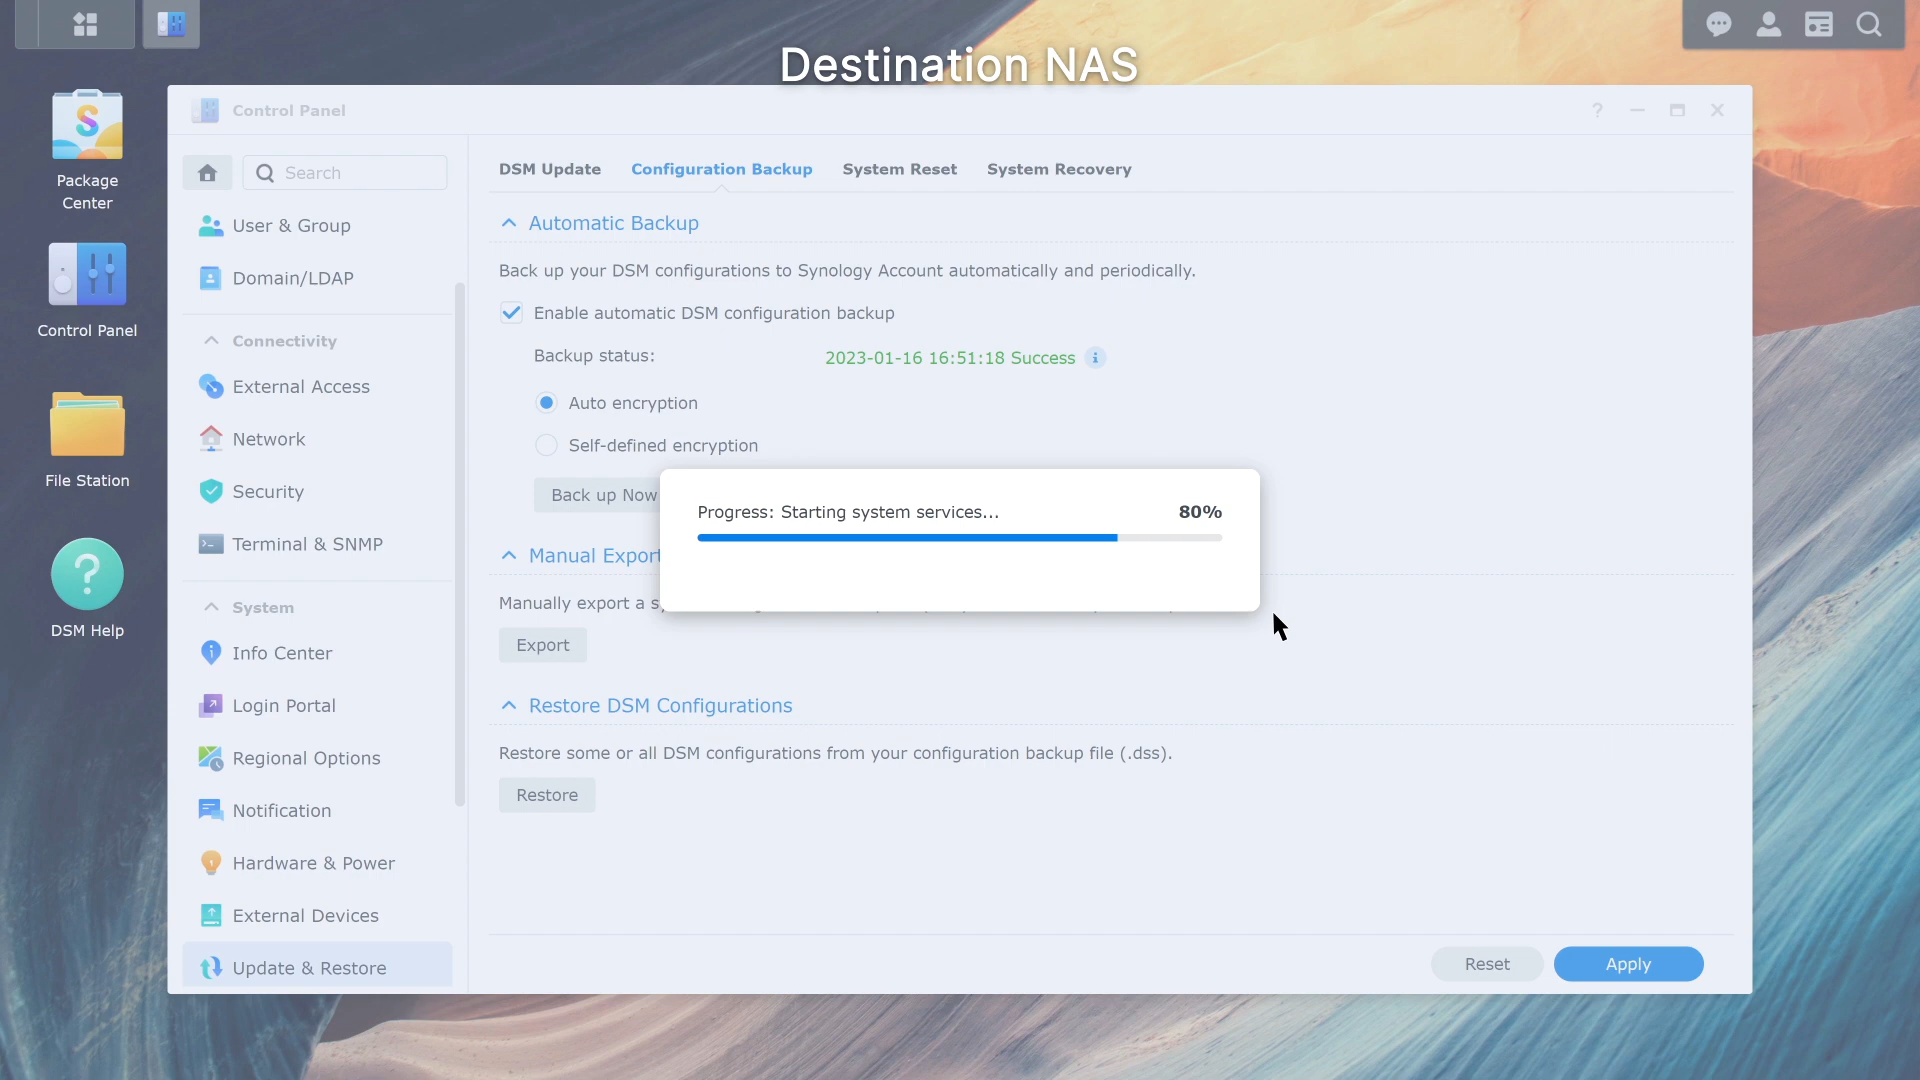 Destination NAS
Package
Center
Control Panel
File Station
DSM Help
Control Panel
Search
User & Group
Domain/LDAP
Connectivity
External Access
Network
Security
Terminal & SNMP
System
Info Center
Login Portal
Regional Options
Notification
Hardware & Power
External Devices
Update & Restore
DSM Update Configuration Backup System Reset System Recovery
Automatic Backup
Back up your DSM configurations to Synology Account automatically and periodically.
Enable automatic DSM configuration backup
Backup status: 2023-01-16 16:51:18 Success
Auto encryption
Self-defined encryption
Back up Now
Progress: Starting system services... 80%
Manual Export
Manually export a
Export
Restore DSM Configurations
Restore some or all DSM configurations from your configuration backup file (.dss).
Restore
Reset Apply